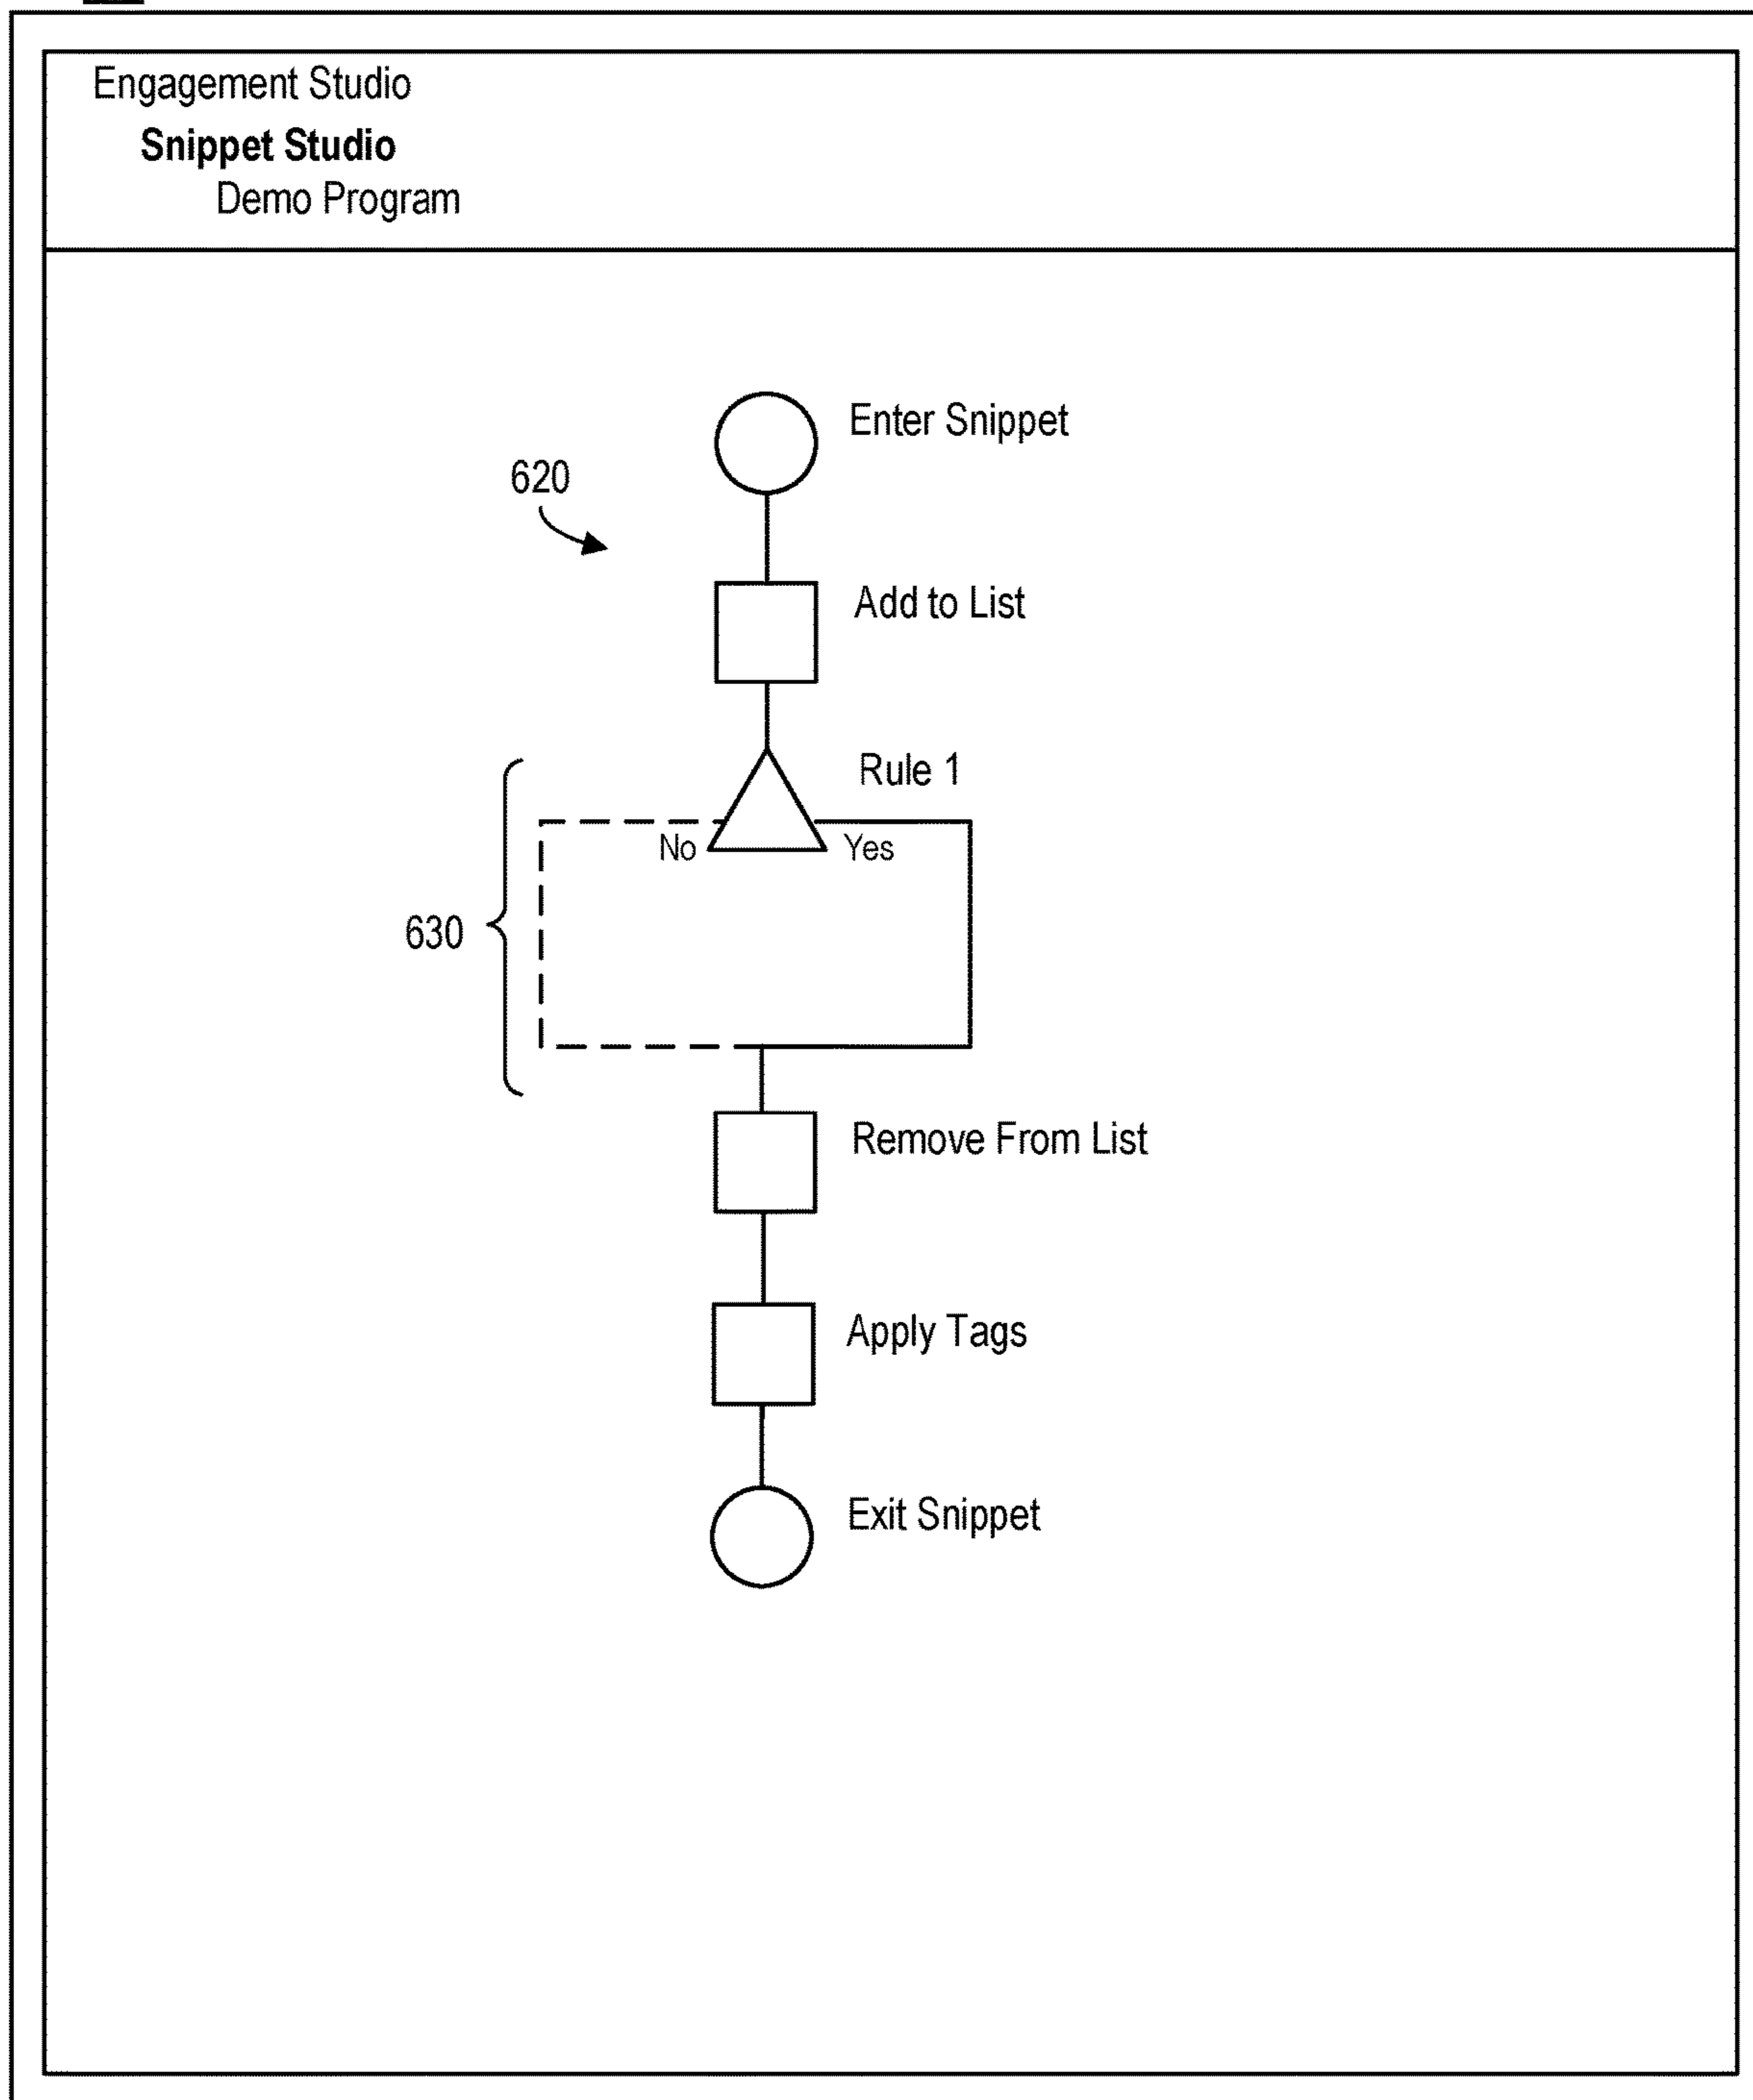 Engagement Studio
Snippet Studio
Demo Program
Enter Snippet
620
Add to List
Rule 1
No
Yes
630
Remove From List
Apply Tags
Exit Snippet